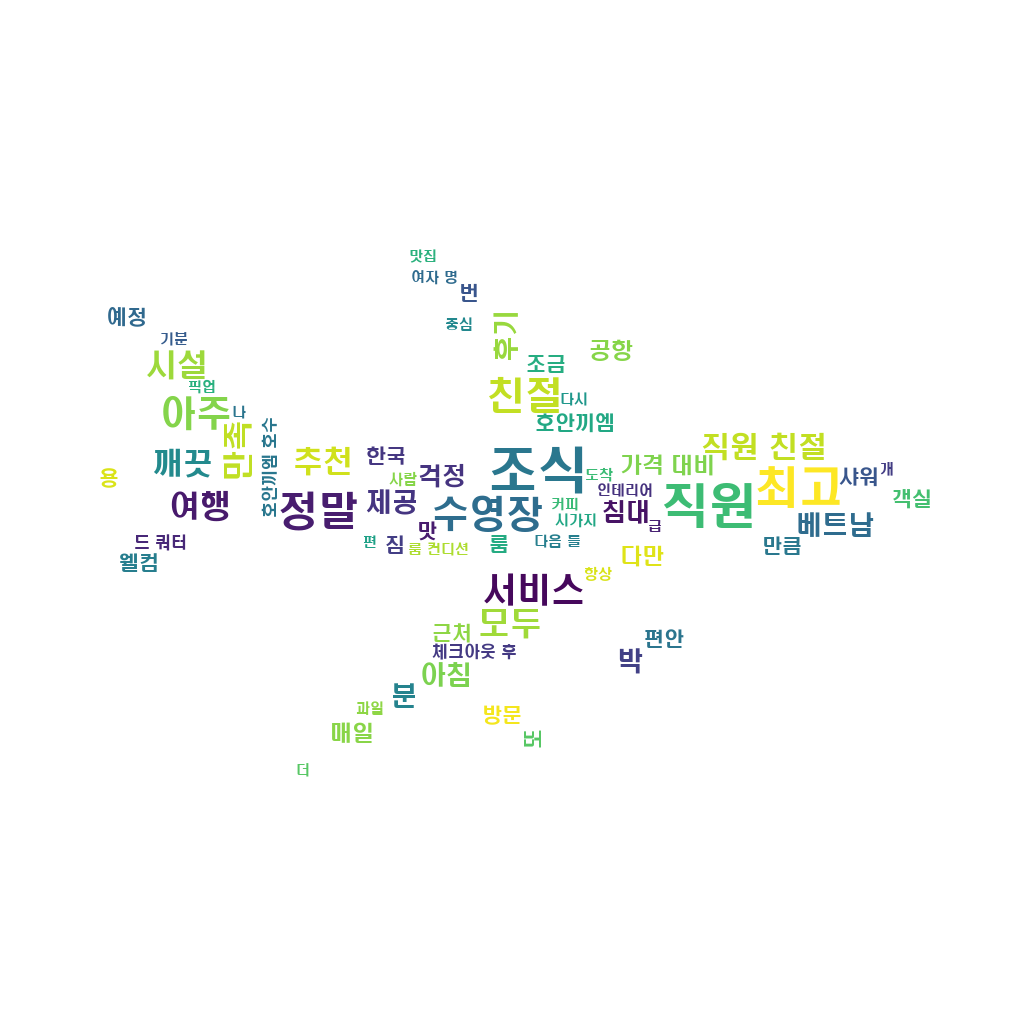 맛집
여자 명
번
예정
중심
후기
기분
공항
시설
조금
픽업
친절
다시
아주
나
호안끼엠
만족
호안끼엠 호수
직원 친절
깨끗
추천
한국
가격 대비
조식
걱정
샤워
개
용
사람
도착
최고
인테리어
객실
여행
정말
제공
수영장
커피
침대
직원
시가지
급
베트남
맛
드 쿼터
편
짐
룸 컨디션
룸
다음 틀
만큼
웰컴
다만
항상
서비스
모두
근처
편안
체크아웃 후
박
아침
분
과일
방문
매일
버
더